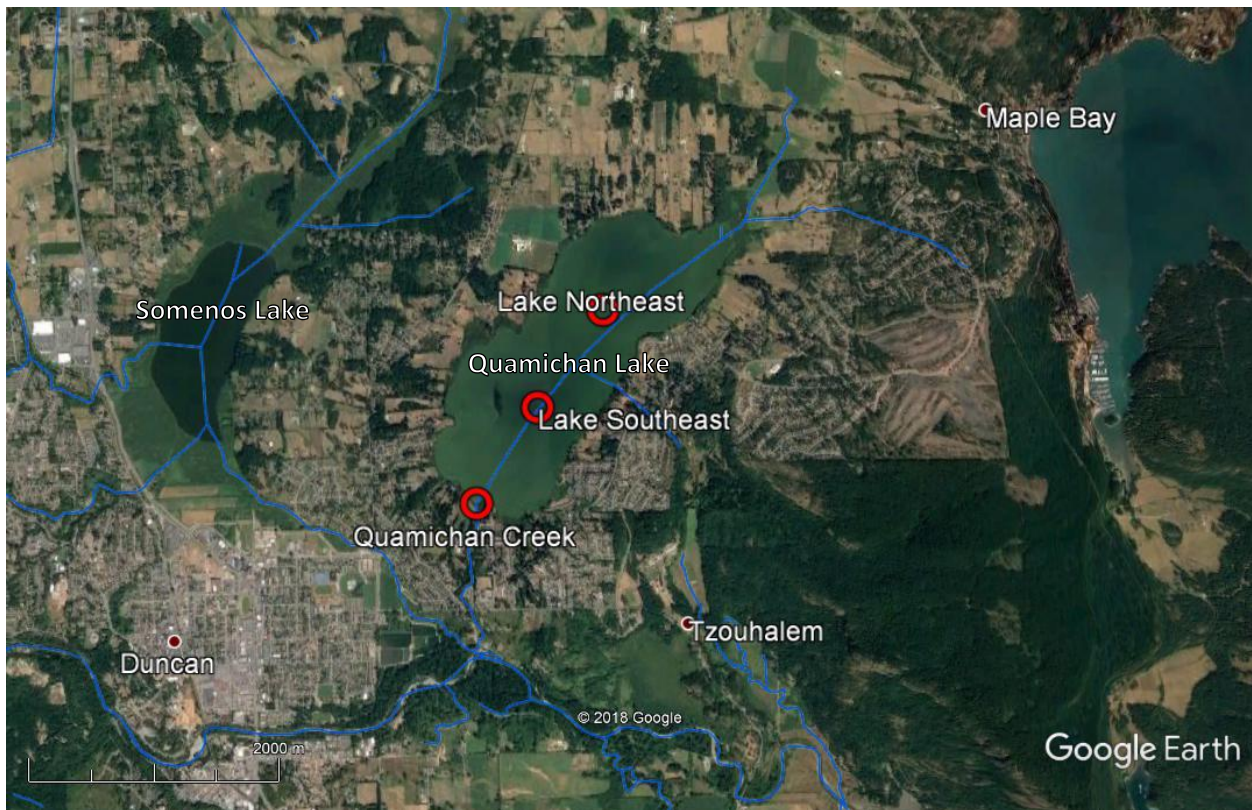 Maple Bay
Lake Northeast
Somenos Lake
Quamichan Lake
Lake Southeast
Quamichan Creek
Tzouhalem
Duncan
© 2018 Google
2000 m
Google Earth